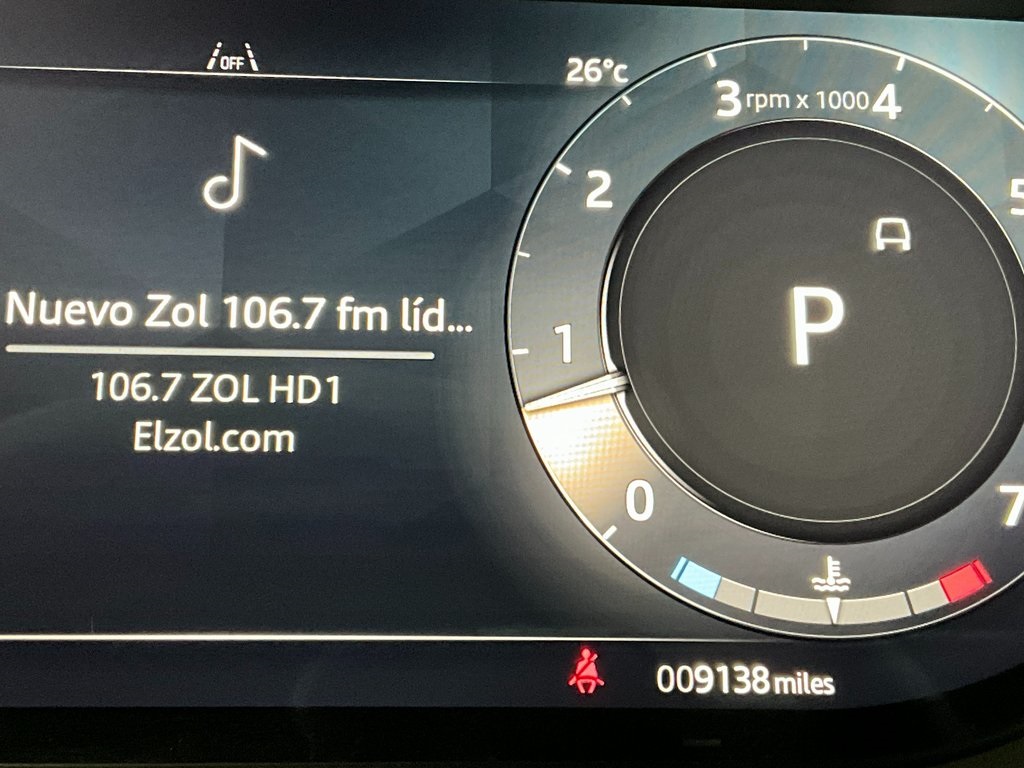 OFF
26°c
Nuevo Zol 106.7 fm líd...
106.7 ZOL HD1
Elzol.com
3 rpm x 1000 4
2
5
1
P
0
7
009138 miles